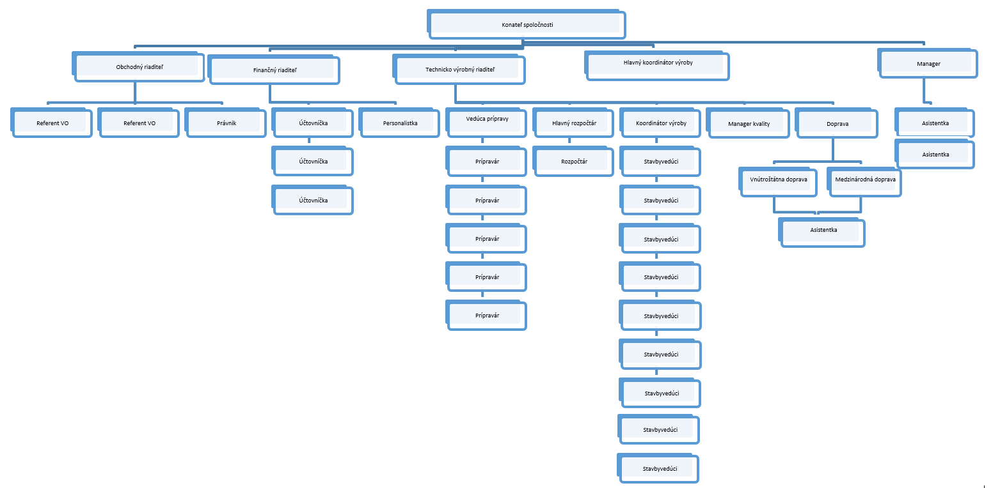 Konateľ spoločnosti
Obchodný riaditeľ
Finančný riaditeľ
Technicko výrobný riaditeľ
Hlavný koordinátor výroby
Manager
Referent VO
Referent VO
Právnik
Účtovníčka
Personalistka
Vedúca prípravy
Hlavný rozpočtár
Koordinátor výroby
Manager kvality
Doprava
Asistentka
Účtovníčka
Prípravár
Rozpočtár
Stavbyvedúci
Asistentka
Vnútroštátna doprava
Medzinárodná doprava
Účtovníčka
Prípravár
Stavbyvedúci
Asistentka
Prípravár
Stavbyvedúci
Prípravár
Stavbyvedúci
Prípravár
Stavbyvedúci
Stavbyvedúci
Stavbyvedúci
Stavbyvedúci
Stavbyvedúci